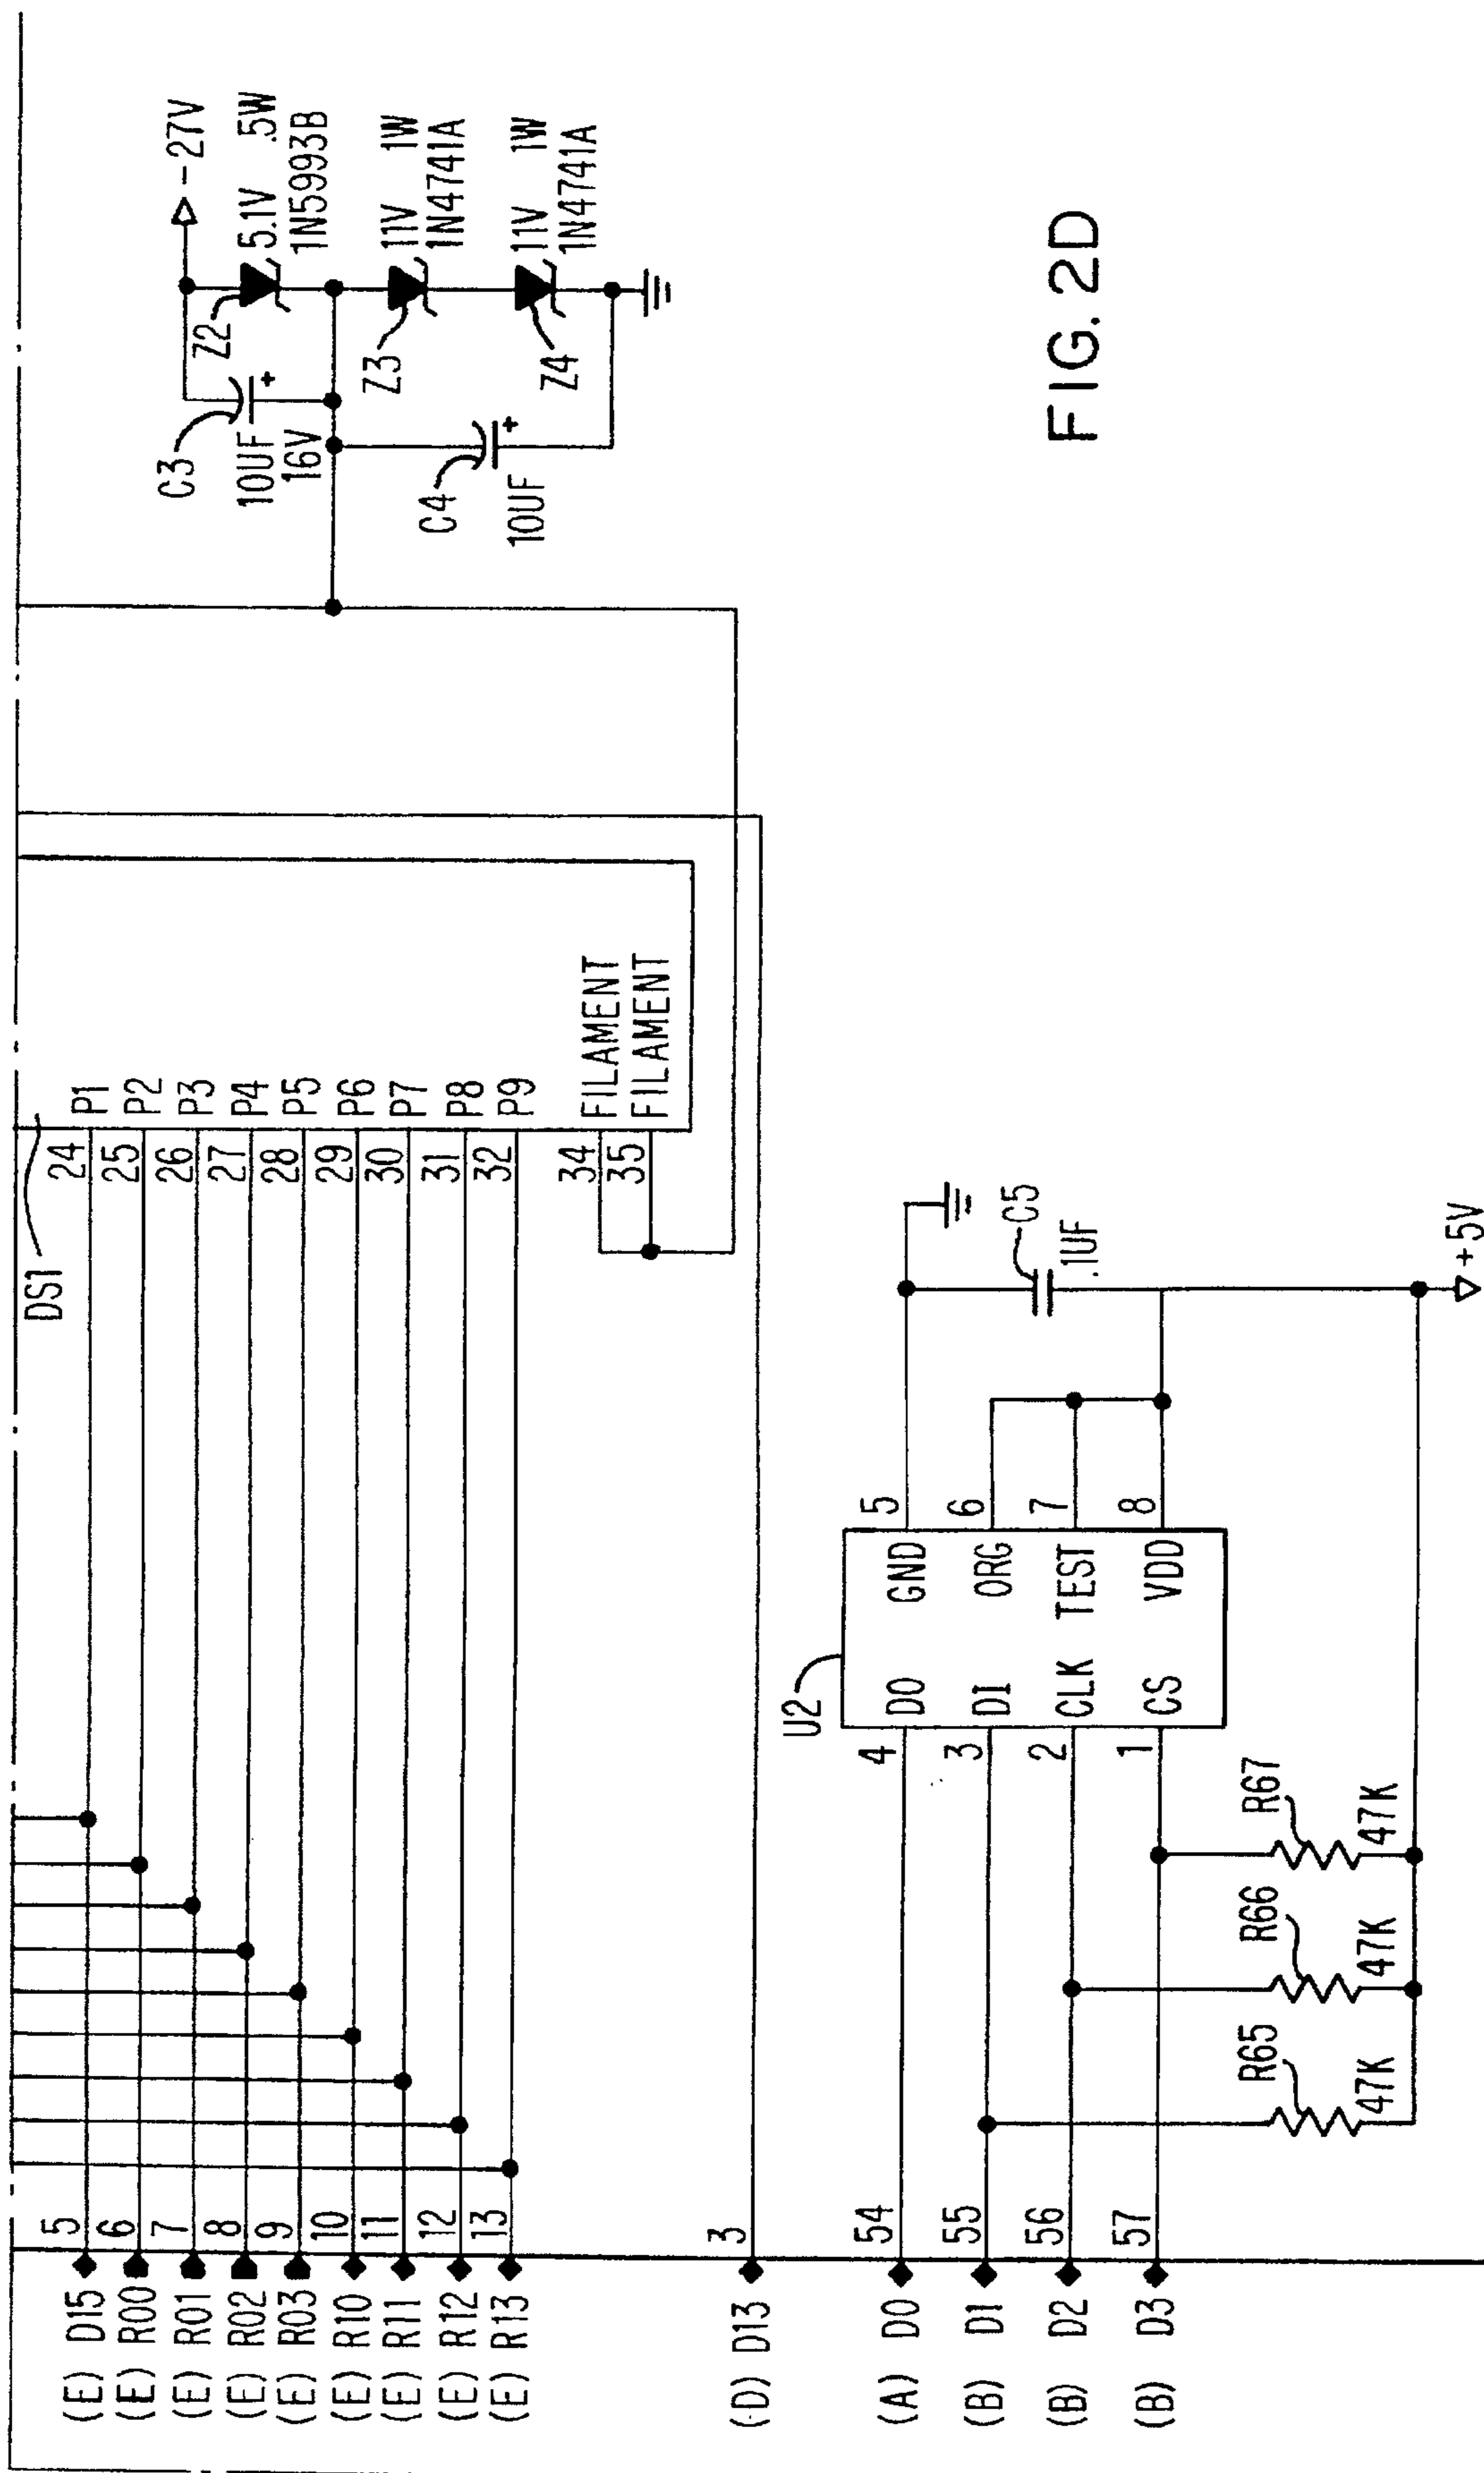 (E) D15 5
(E) R00 6
(E) R01 7
(E) R02 8
(E) R03 9
(E) R10 10
(E) R11 11
(E) R12 12
(E) R13 13
(D) D13 3
(A) D0 54
(B) D1 55
(B) D2 56
(B) D3 57
DS1
24 P1
25 P2
26 P3
27 P4
28 P5
29 P6
30 P7
31 P8
32 P9
34 FILAMENT
35 FILAMENT
C3
10UF
16V
C4
10UF
Z2
-27V
5.1V .5W
1N5993B
Z3
11V 1W
1N4741A
Z4
11V 1W
1N4741A
U2
4 DO GND 5
3 DI ORG 6
2 CLK TEST 7
1 CS VDD 8
C5
.1UF
R65
47K
R66
47K
R67
47K
+5V
FIG. 2D